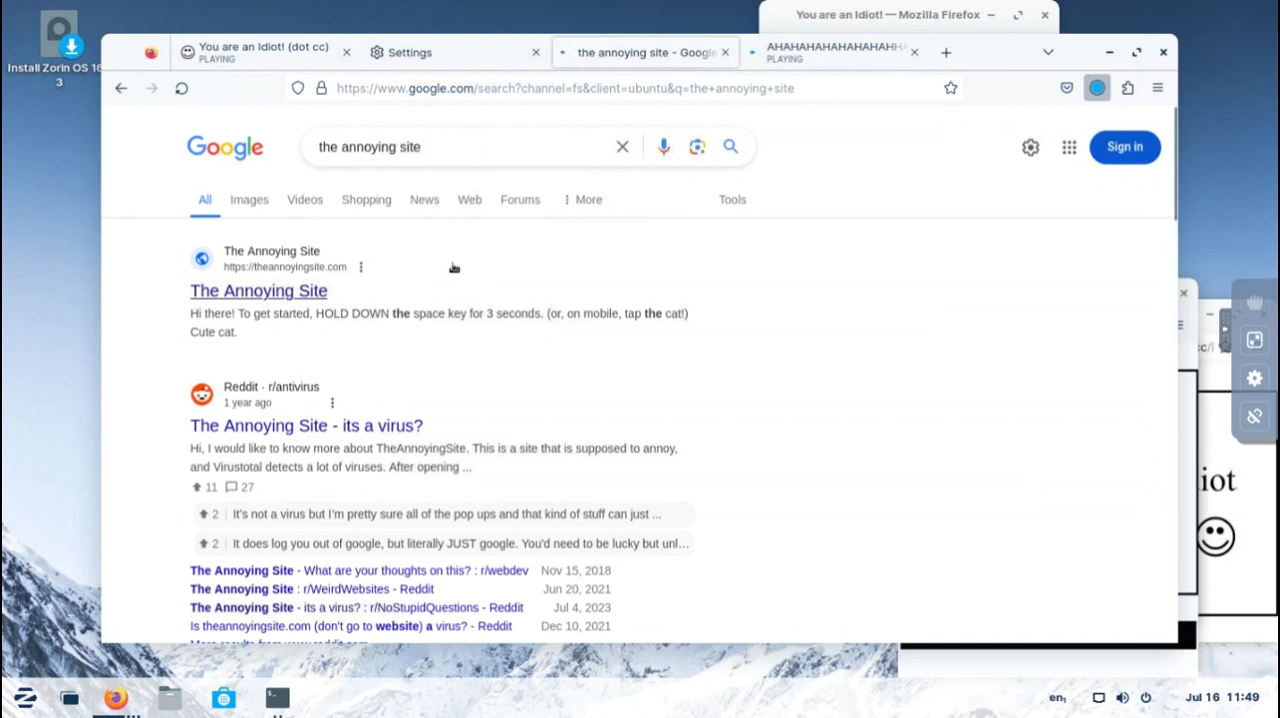 You are an Idiot! — Mozilla Firefox
Install Zorin OS 16
3
You are an Idiot! (dot cc)
PLAYING
Settings
the annoying site - Google
AHAHAHAHAHAHAHAHH
PLAYING
https://www.google.com/search?channel=fs&client=ubuntu&q=the+annoying+site
Google
the annoying site
Sign in
All
Images
Videos
Shopping
News
Web
Forums
More
Tools
The Annoying Site
https://theannoyingsite.com
The Annoying Site
Hi there! To get started, HOLD DOWN the space key for 3 seconds. (or, on mobile, tap the cat!)
Cute cat.
Reddit · r/antivirus
1 year ago
The Annoying Site - its a virus?
Hi, I would like to know more about TheAnnoyingSite. This is a site that is supposed to annoy,
and Virustotal detects a lot of viruses. After opening ...
11
27
2 It's not a virus but I'm pretty sure all of the pop ups and that kind of stuff can just ...
2 It does log you out of google, but literally JUST google. You'd need to be lucky but unl...
The Annoying Site - What are your thoughts on this? : r/webdev Nov 15, 2018
The Annoying Site : r/WeirdWebsites - Reddit Jun 20, 2021
The Annoying Site - its a virus? : r/NoStupidQuestions - Reddit Jul 4, 2023
Is theannoyingsite.com (don't go to website) a virus? - Reddit Dec 10, 2021
cc/l
iot
en₁
Jul 16 11:49